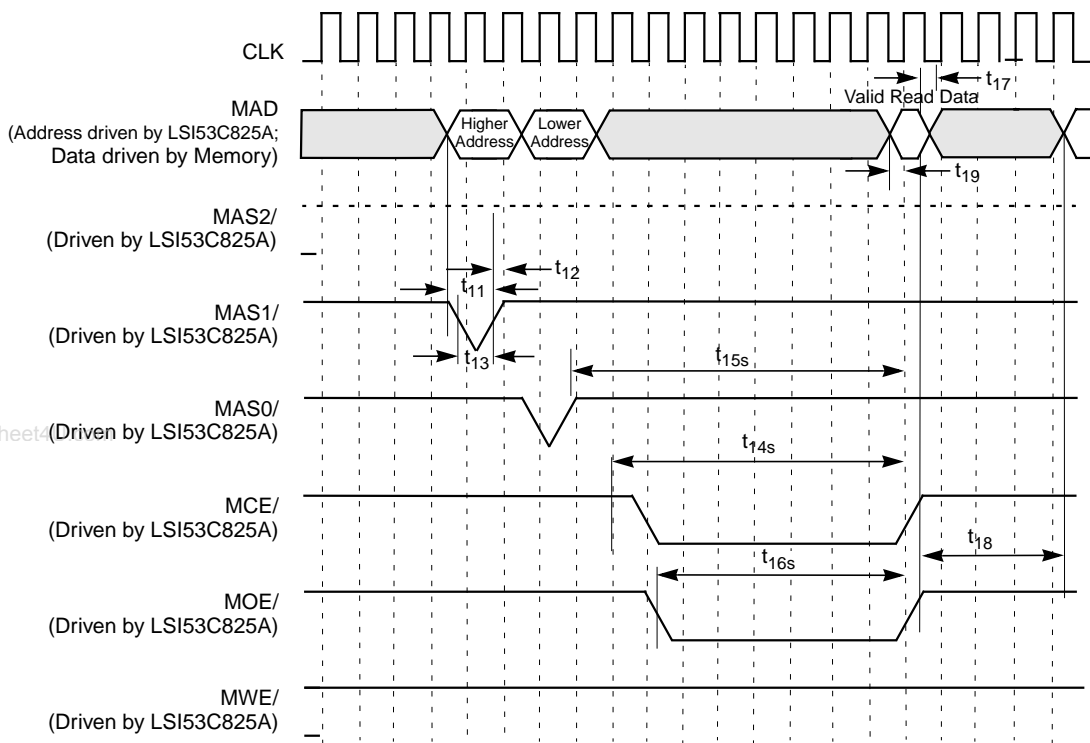 CLK
t17
Valid Read Data
MAD
(Address driven by LSI53C825A;
Data driven by Memory)
Higher
Address
Lower
Address
t19
MAS2/
(Driven by LSI53C825A)
t12
t11
MAS1/
(Driven by LSI53C825A)
t13
t15s
MAS0/
(Driven by LSI53C825A)
t14s
MCE/
(Driven by LSI53C825A)
t18
t16s
MOE/
(Driven by LSI53C825A)
MWE/
(Driven by LSI53C825A)